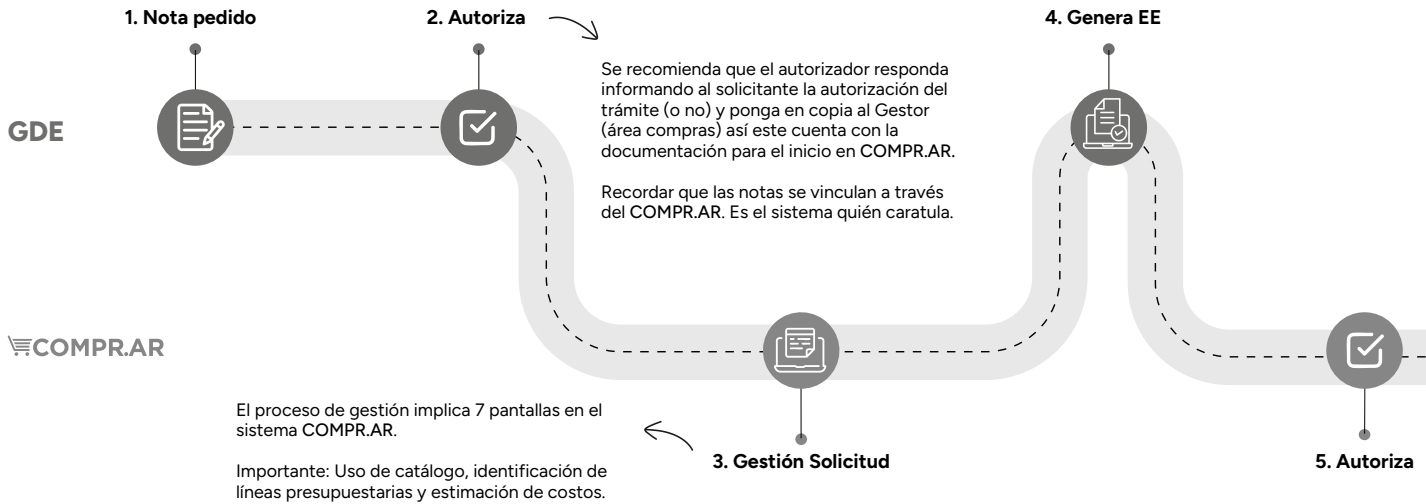 1. Nota pedido
2. Autoriza
4. Genera EE
Se recomienda que el autorizador responda
informando al solicitante la autorización del
trámite (o no) y ponga en copia al Gestor
(área compras) así este cuenta con la
documentación para el inicio en COMPR.AR.
Recordar que las notas se vinculan a través
del COMPR.AR. Es el sistema quién caratula.
GDE
COMPR.AR
El proceso de gestión implica 7 pantallas en el
sistema COMPR.AR.
Importante: Uso de catálogo, identificación de
líneas presupuestarias y estimación de costos.
3. Gestión Solicitud
5. Autoriza